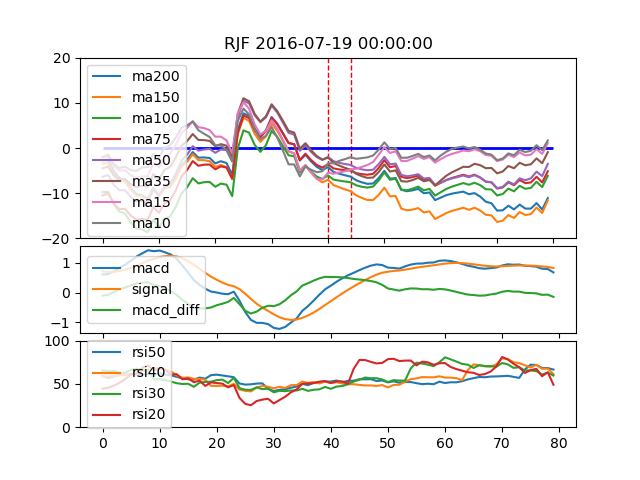 RJF 2016-07-19 00:00:00
20
10
0
−10
−20
ma200
ma150
ma100
ma75
ma50
ma35
ma15
ma10
1
0
−1
macd
signal
macd_diff
100
50
0
rsi50
rsi40
rsi30
rsi20
0 10 20 30 40 50 60 70 80